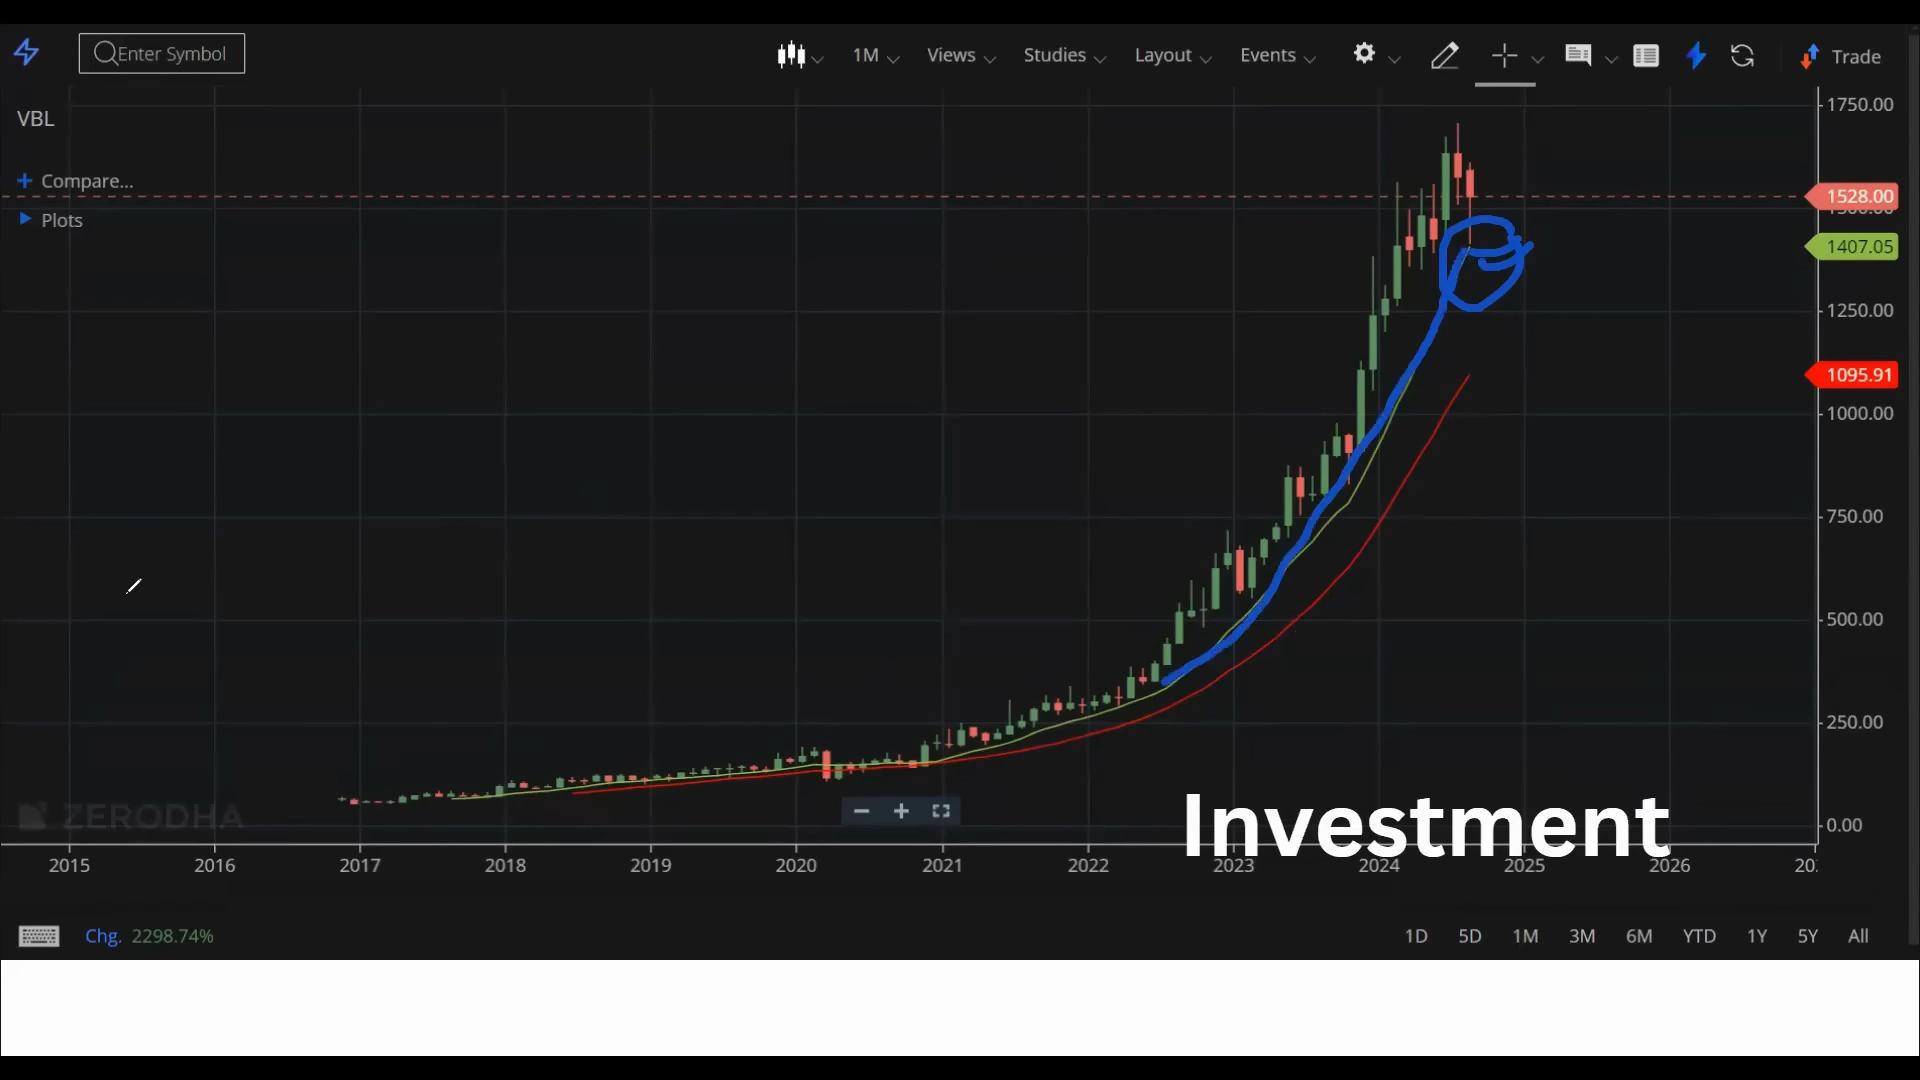 Enter Symbol
1M
Views
Studies
Layout
Events
Trade
VBL
Compare...
Plots
1750.00
1528.00
1407.05
1250.00
1095.91
1000.00
750.00
500.00
250.00
0.00
ZERODHA
Investment
2015 2016 2017 2018 2019 2020 2021 2022 2023 2024 2025 2026
Chg. 2298.74%
1D 5D 1M 3M 6M YTD 1Y 5Y All